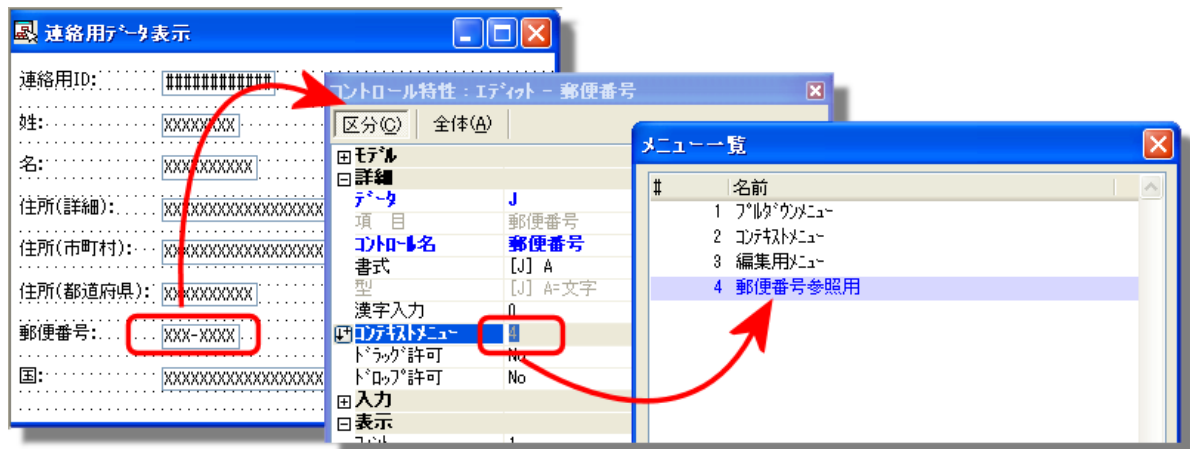 連絡用ﾃﾞｰﾀ表示
連絡用ID: ############
姓: XXXXXXXX
名: XXXXXXXXXX
住所(詳細): XXXXXXXXXXXXXXXXXX
住所(市町村): XXXXXXXXXXXXXXXXXX
住所(都道府県): XXXXXXXXXX
郵便番号: XXX-XXXX
国: XXXXXXXXXXXXXXXXXX
コントロール特性：ｴﾃﾞｨｯﾄ - 郵便番号
区分(C) 全体(A)
ﾓﾃﾞﾙ
詳細
ﾃﾞｰﾀ J
項 目 郵便番号
ｺﾝﾄﾛｰﾙ名 郵便番号
書式 [J] A
型 [J] A=文字
漢字入力 0
ｺﾝﾃｷｽﾄﾒﾆｭｰ 4
ﾄﾞﾗｯｸﾞ許可 No
ﾄﾞﾛｯﾌﾟ許可 No
入力
表示
メニュー一覧
# 名前
1 ﾌﾟﾙﾀﾞｳﾝﾒﾆｭｰ
2 ｺﾝﾃｷｽﾄﾒﾆｭｰ
3 編集用ﾒﾆｭｰ
4 郵便番号参照用